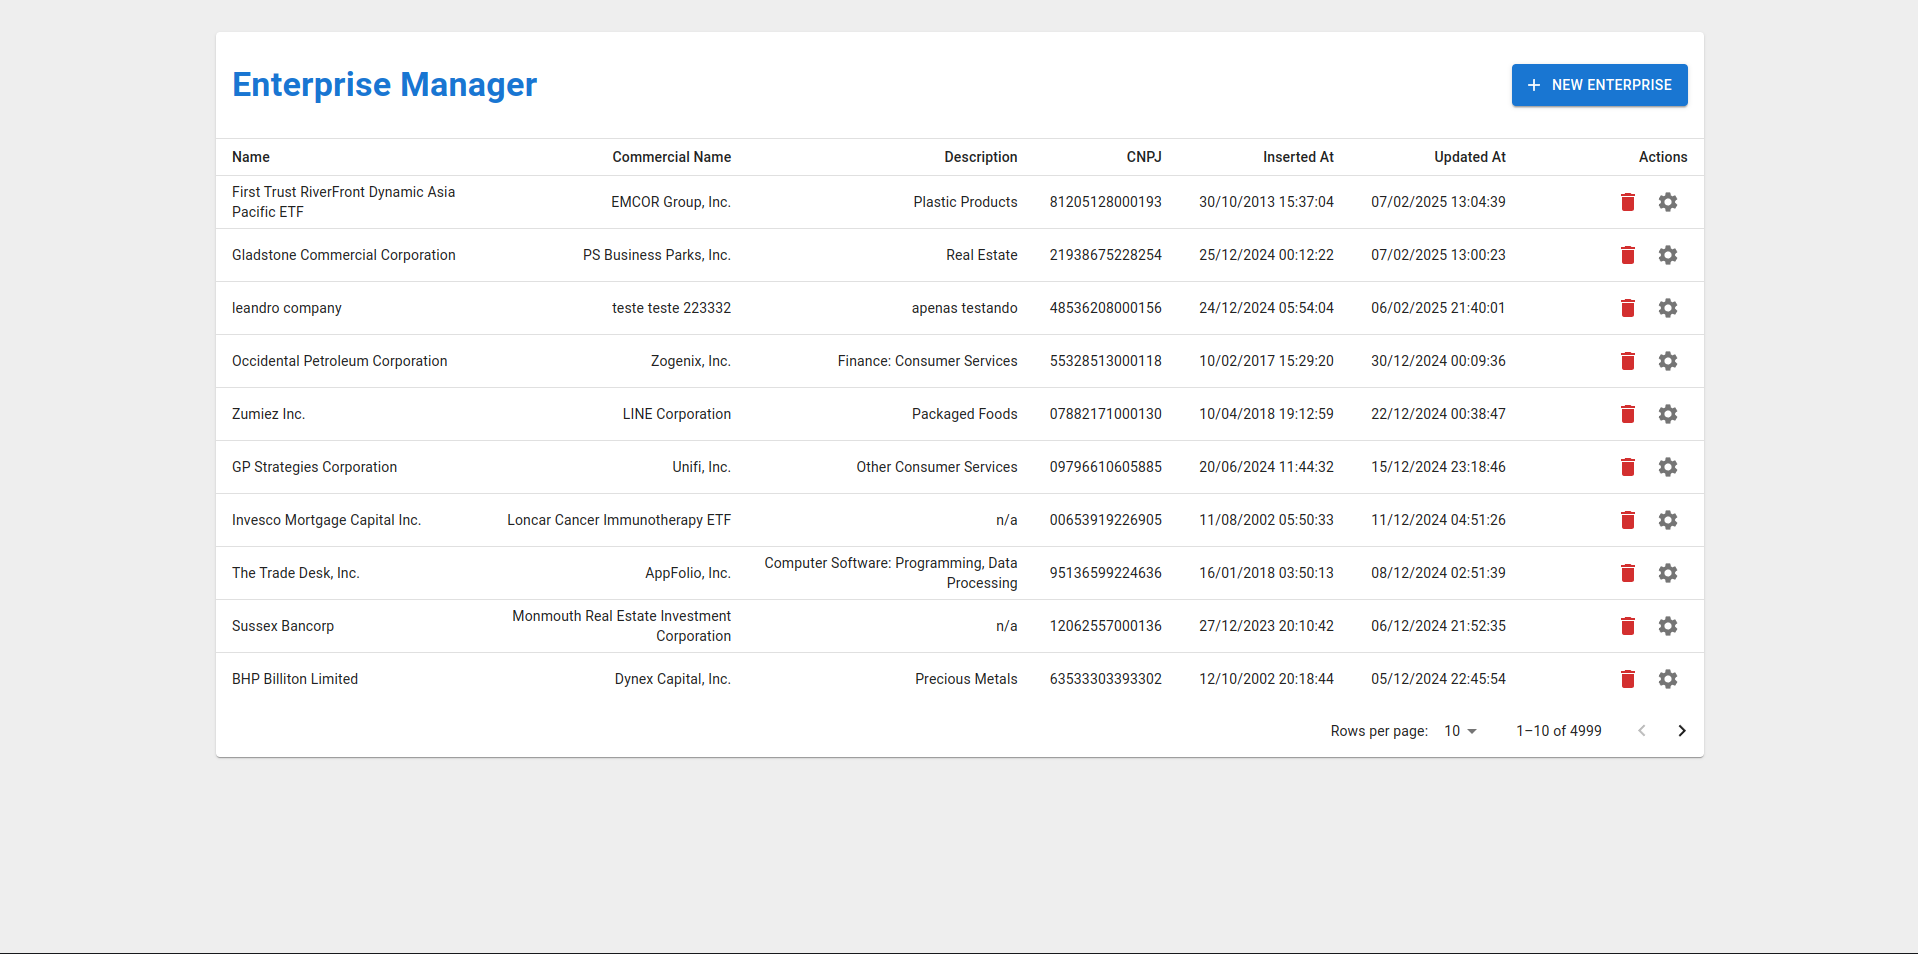 Enterprise Manager
NEW ENTERPRISE
Name Commercial Name Description CNPJ Inserted At Updated At Actions
First Trust RiverFront Dynamic Asia
Pacific ETF
EMCOR Group, Inc. Plastic Products 81205128000193 30/10/2013 15:37:04 07/02/2025 13:04:39
Gladstone Commercial Corporation PS Business Parks, Inc. Real Estate 21938675228254 25/12/2024 00:12:22 07/02/2025 13:00:23
leandro company teste teste 223332 apenas testando 48536208000156 24/12/2024 05:54:04 06/02/2025 21:40:01
Occidental Petroleum Corporation Zogenix, Inc. Finance: Consumer Services 55328513000118 10/02/2017 15:29:20 30/12/2024 00:09:36
Zumiez Inc. LINE Corporation Packaged Foods 07882171000130 10/04/2018 19:12:59 22/12/2024 00:38:47
GP Strategies Corporation Unifi, Inc. Other Consumer Services 09796610605885 20/06/2024 11:44:32 15/12/2024 23:18:46
Invesco Mortgage Capital Inc. Loncar Cancer Immunotherapy ETF n/a 00653919226905 11/08/2002 05:50:33 11/12/2024 04:51:26
The Trade Desk, Inc. AppFolio, Inc.
Computer Software: Programming, Data
Processing
95136599224636 16/01/2018 03:50:13 08/12/2024 02:51:39
Sussex Bancorp
Monmouth Real Estate Investment
Corporation
n/a 12062557000136 27/12/2023 20:10:42 06/12/2024 21:52:35
BHP Billiton Limited Dynex Capital, Inc. Precious Metals 63533303393302 12/10/2002 20:18:44 05/12/2024 22:45:54
Rows per page: 10 1–10 of 4999